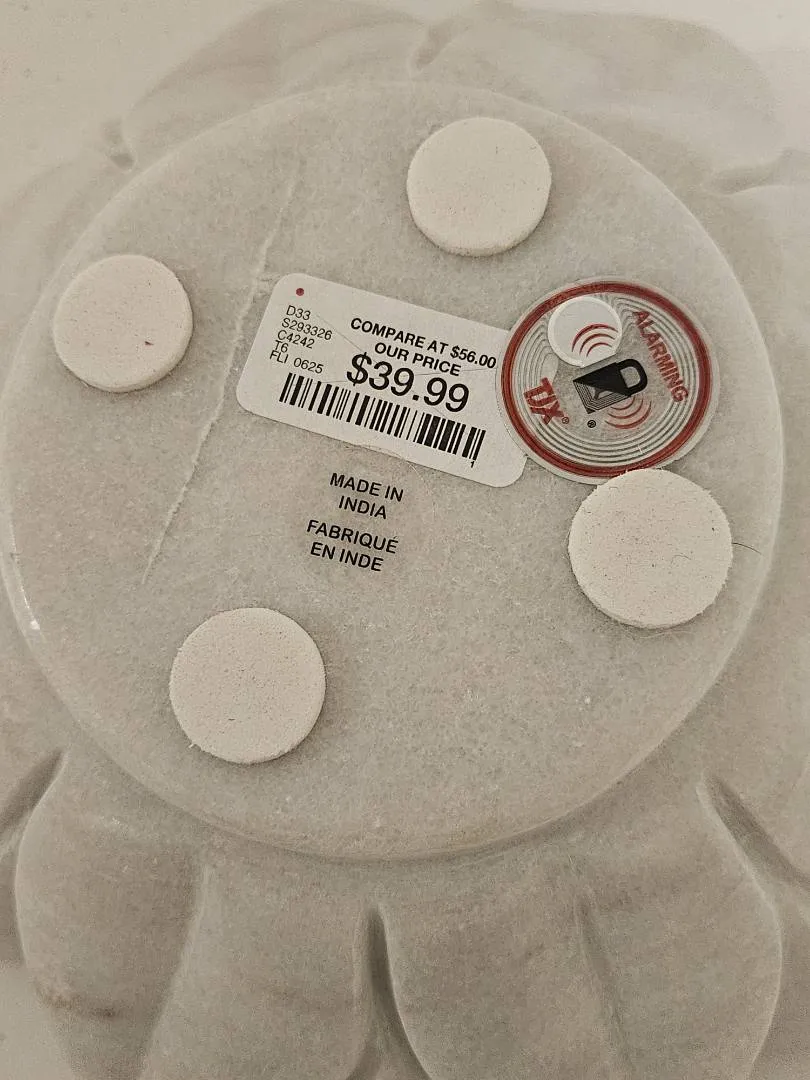 D33
S293326
C4242
T6
FLI 0625
COMPARE AT $56.00
OUR PRICE
$39.99
1
ALARMING
TJX®
MADE IN
INDIA
FABRIQUÉ
EN INDE